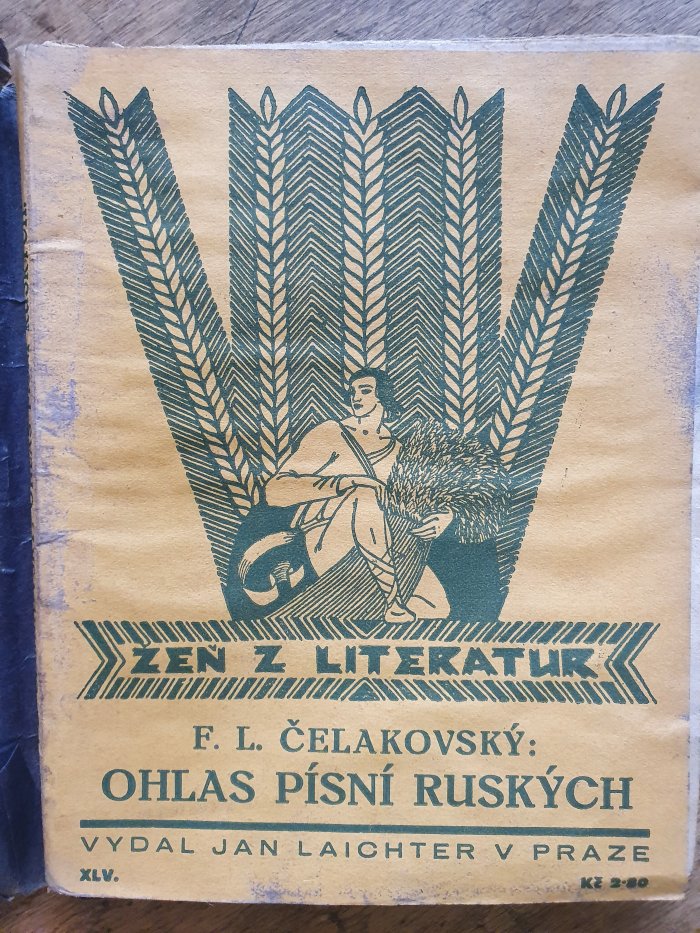 ŽEŇ Z LITERATUR
F. L. ČELAKOVSKÝ:
OHLAS PÍSNÍ RUSKÝCH
VYDAL JAN LAICHTER V PRAZE
XLV.
Kč 2·80